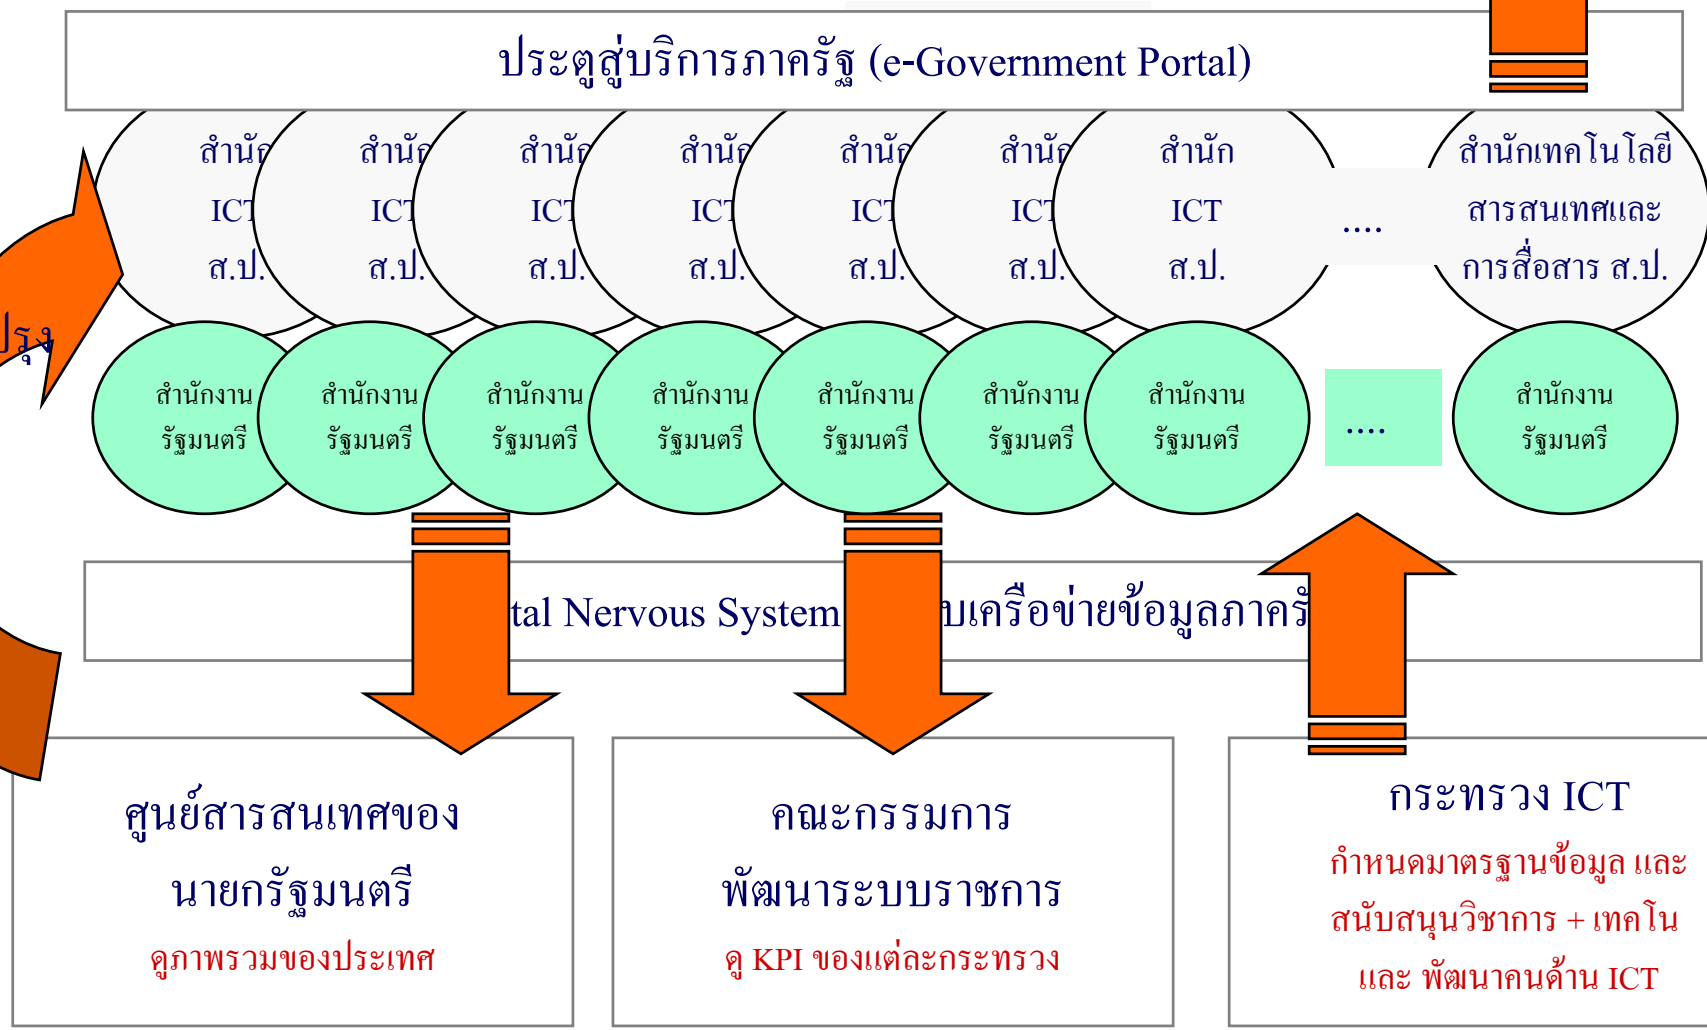 ประตูสู่บริการภาครัฐ (e-Government Portal)
สำนัก สำนัก สำนัก สำนัก สำนัก สำนัก สำนัก สำนักเทคโนโลยี
ICT ICT ICT ICT ICT ICT ICT .... สารสนเทศและ
ส.ป. ส.ป. ส.ป. ส.ป. ส.ป. ส.ป. ส.ป. การสื่อสาร ส.ป.
ปรุง
สำนักงาน สำนักงาน สำนักงาน สำนักงาน สำนักงาน สำนักงาน สำนักงาน สำนักงาน
รัฐมนตรี รัฐมนตรี รัฐมนตรี รัฐมนตรี รัฐมนตรี รัฐมนตรี รัฐมนตรี .... รัฐมนตรี
tal Nervous System บเครือข่ายข้อมูลภาครั
ศูนย์สารสนเทศของ
นายกรัฐมนตรี
ดูภาพรวมของประเทศ
คณะกรรมการ
พัฒนาระบบราชการ
ดู KPI ของแต่ละกระทรวง
กระทรวง ICT
กำหนดมาตรฐานข้อมูล และ
สนับสนุนวิชาการ + เทคโน
และ พัฒนาคนด้าน ICT